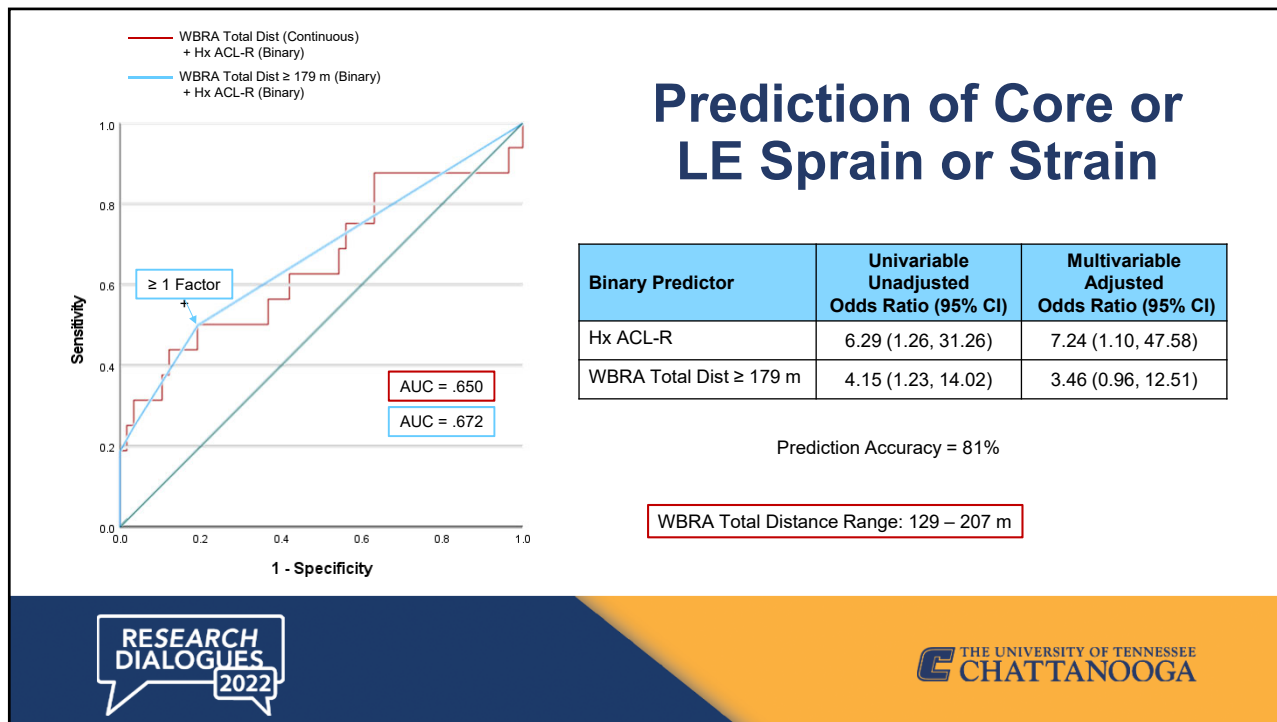 WBRA Total Dist (Continuous)
+ Hx ACL-R (Binary)
WBRA Total Dist ≥ 179 m (Binary)
+ Hx ACL-R (Binary)
1.0
0.8
0.6
0.4
0.2
0.0
Sensitivity
≥ 1 Factor
+
AUC = .650
AUC = .672
0.0 0.2 0.4 0.6 0.8 1.0
1 - Specificity
Prediction of Core or
LE Sprain or Strain
Binary Predictor
Univariable
Unadjusted
Odds Ratio (95% CI)
Multivariable
Adjusted
Odds Ratio (95% CI)
Hx ACL-R 6.29 (1.26, 31.26) 7.24 (1.10, 47.58)
WBRA Total Dist ≥ 179 m 4.15 (1.23, 14.02) 3.46 (0.96, 12.51)
Prediction Accuracy = 81%
WBRA Total Distance Range: 129 – 207 m
RESEARCH
DIALOGUES
2022
C THE UNIVERSITY OF TENNESSEE
CHATTANOOGA